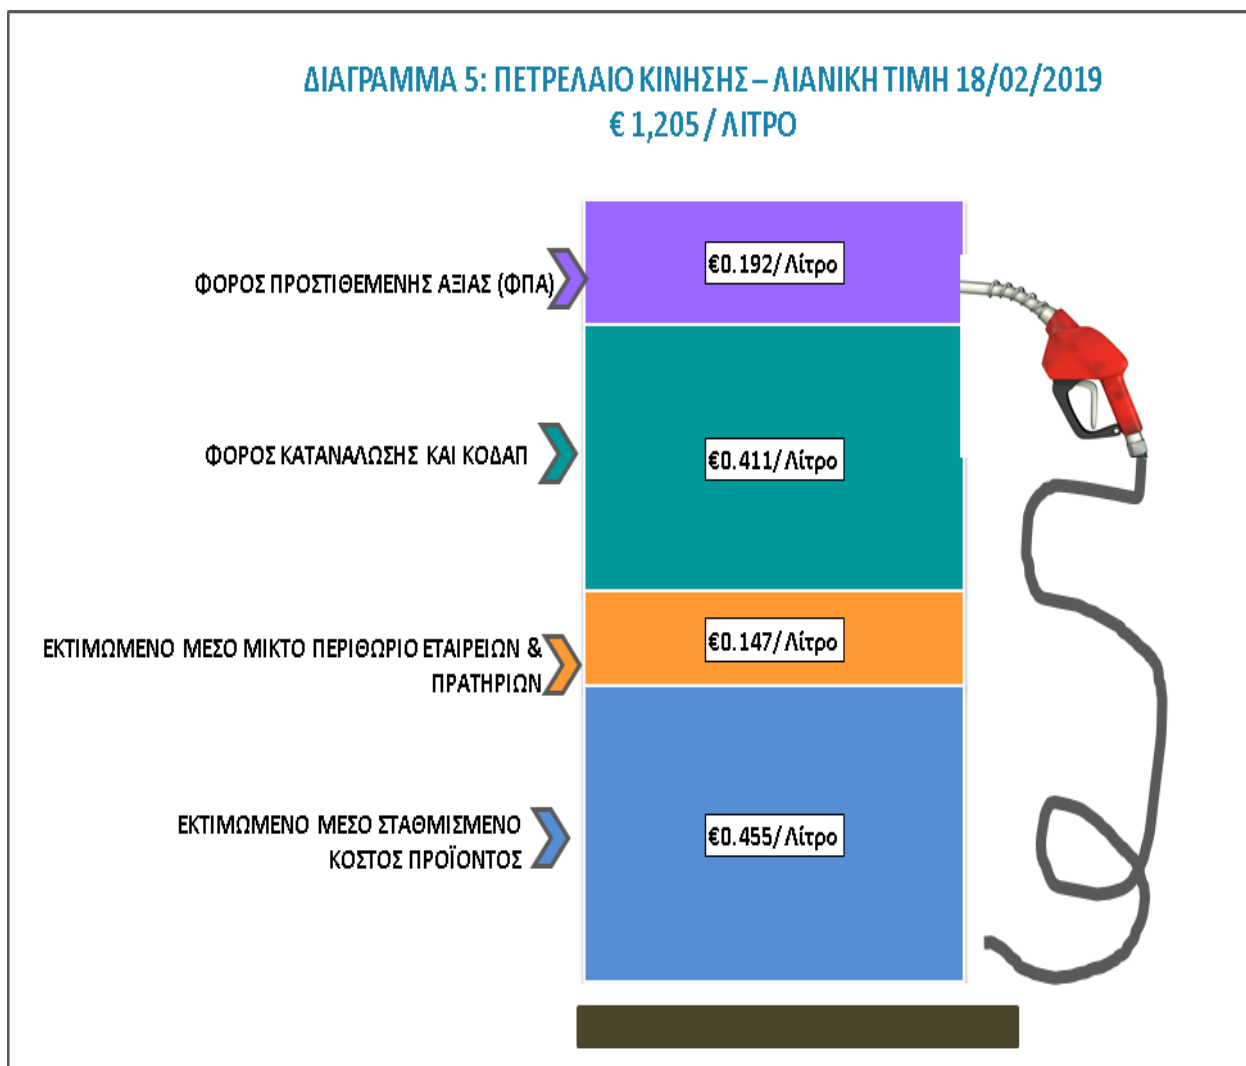 ΔΙΑΓΡΑΜΜΑ 5: ΠΕΤΡΕΛΑΙΟ ΚΙΝΗΣΗΣ – ΛΙΑΝΙΚΗ ΤΙΜΗ 18/02/2019
€ 1,205 / ΛΙΤΡΟ
ΦΟΡΟΣ ΠΡΟΣΤΙΘΕΜΕΝΗΣ ΑΞΙΑΣ (ΦΠΑ)
€0.192/ Λίτρο
ΦΟΡΟΣ ΚΑΤΑΝΑΛΩΣΗΣ ΚΑΙ ΚΟΔΑΠ
€0.411/ Λίτρο
ΕΚΤΙΜΩΜΕΝΟ ΜΕΣΟ ΜΙΚΤΟ ΠΕΡΙΘΩΡΙΟ ΕΤΑΙΡΕΙΩΝ &
ΠΡΑΤΗΡΙΩΝ
€0.147/ Λίτρο
ΕΚΤΙΜΩΜΕΝΟ ΜΕΣΟ ΣΤΑΘΜΙΣΜΕΝΟ
ΚΟΣΤΟΣ ΠΡΟΪΟΝΤΟΣ
€0.455/ Λίτρο